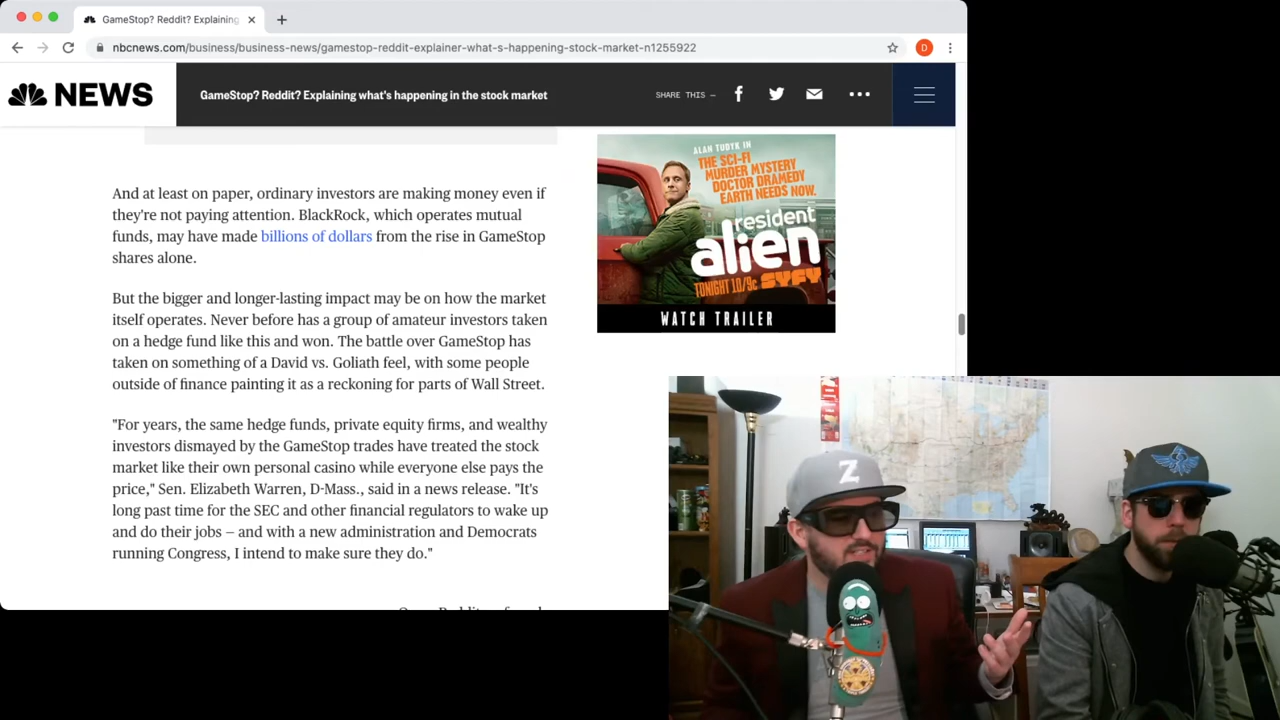 GameStop? Reddit? Explaining
nbcnews.com/business/business-news/gamestop-reddit-explainer-what-s-happening-stock-market-n1255922
D
NEWS
GameStop? Reddit? Explaining what's happening in the stock market
SHARE THIS —
And at least on paper, ordinary investors are making money even if
they're not paying attention. BlackRock, which operates mutual
funds, may have made billions of dollars from the rise in GameStop
shares alone.
But the bigger and longer-lasting impact may be on how the market
itself operates. Never before has a group of amateur investors taken
on a hedge fund like this and won. The battle over GameStop has
taken on something of a David vs. Goliath feel, with some people
outside of finance painting it as a reckoning for parts of Wall Street.
"For years, the same hedge funds, private equity firms, and wealthy
investors dismayed by the GameStop trades have treated the stock
market like their own personal casino while everyone else pays the
price," Sen. Elizabeth Warren, D-Mass., said in a news release. "It's
long past time for the SEC and other financial regulators to wake up
and do their jobs — and with a new administration and Democrats
running Congress, I intend to make sure they do."
ALAN TUDYK IN
THE SCI-FI
MURDER MYSTERY
DOCTOR DRAMEDY
EARTH NEEDS NOW.
resident
alien
TONIGHT 10/9c SYFY
WATCH TRAILER
Z